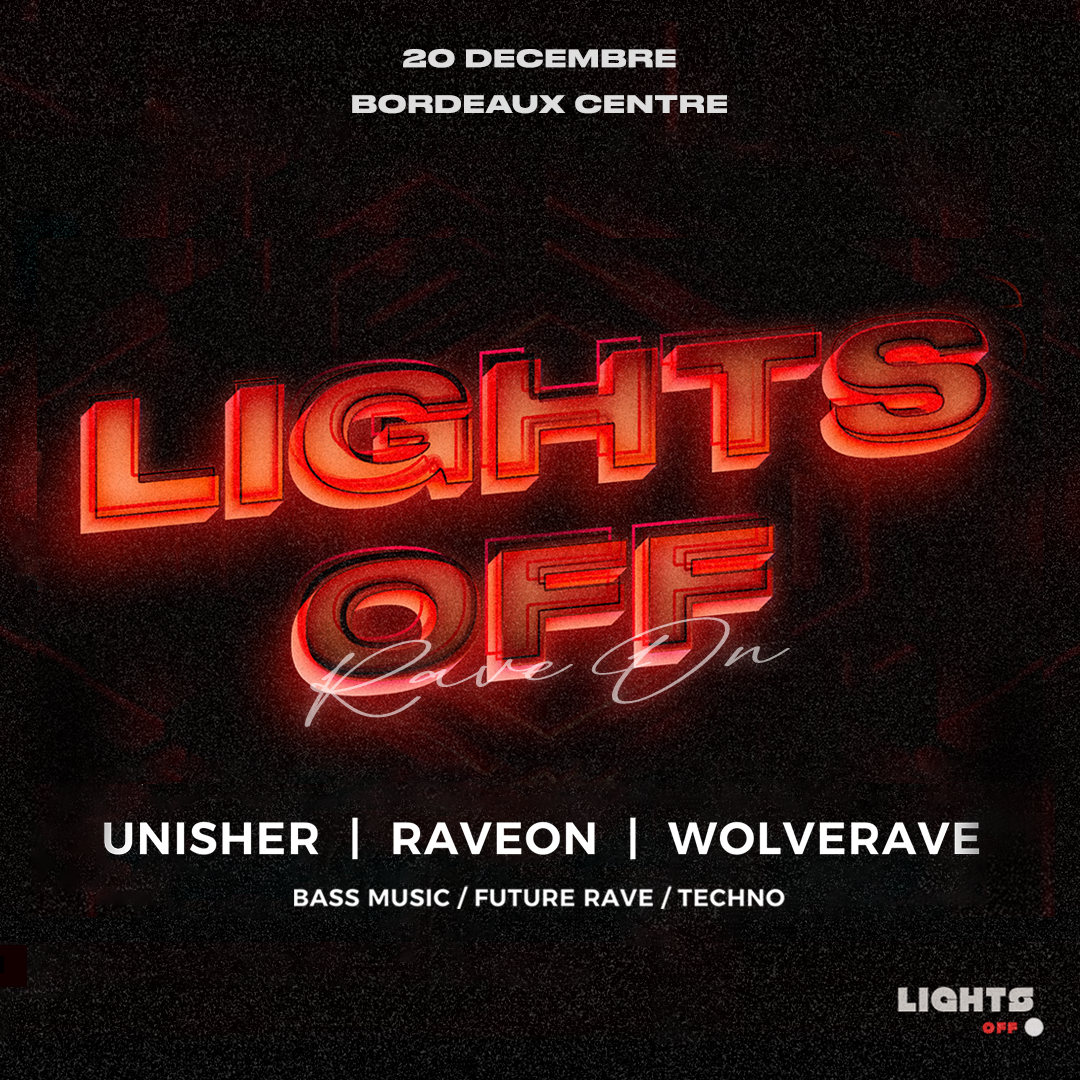 20 DECEMBRE
BORDEAUX CENTRE
LIGHTS
OFF
Rave On
UNISHER | RAVEON | WOLVERAVE
BASS MUSIC / FUTURE RAVE / TECHNO
LIGHTS
OFF